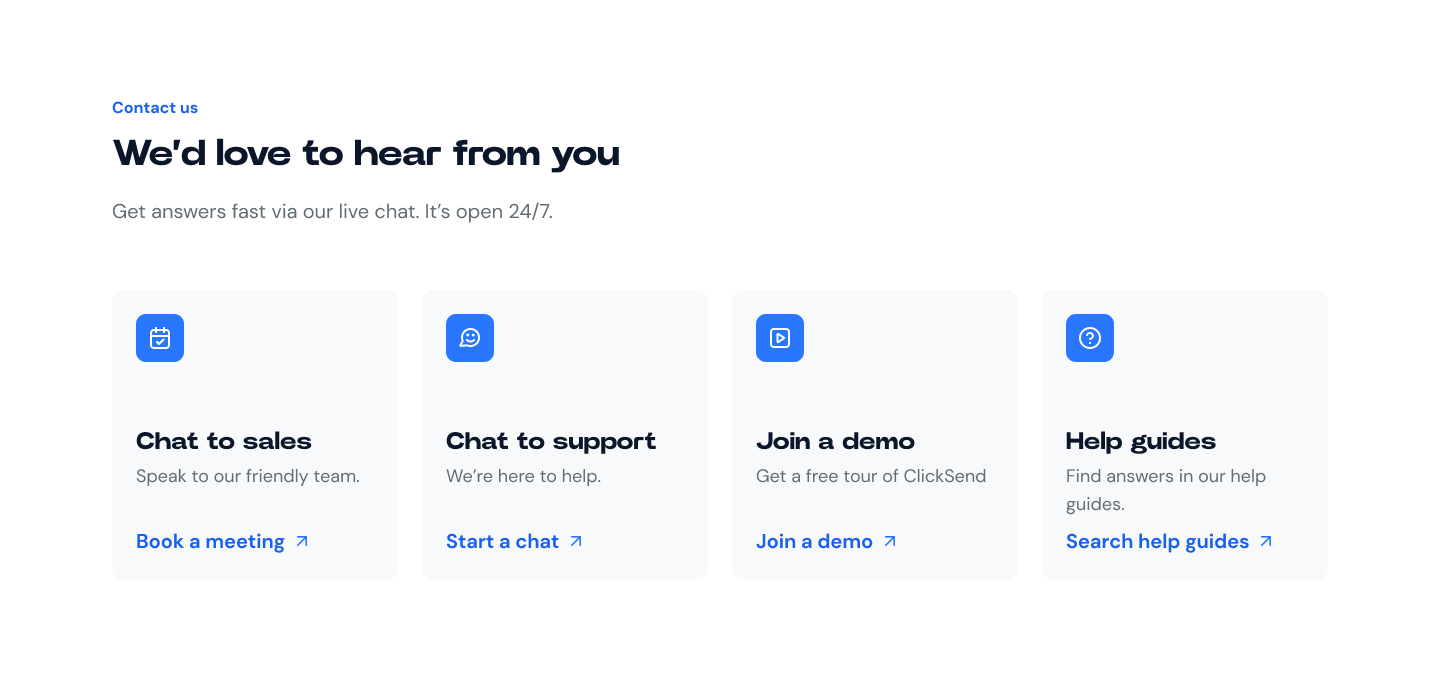 Contact us
We'd love to hear from you
Get answers fast via our live chat. It’s open 24/7.
Chat to sales
Speak to our friendly team.
Book a meeting
Chat to support
We’re here to help.
Start a chat
Join a demo
Get a free tour of ClickSend
Join a demo
Help guides
Find answers in our help
guides.
Search help guides